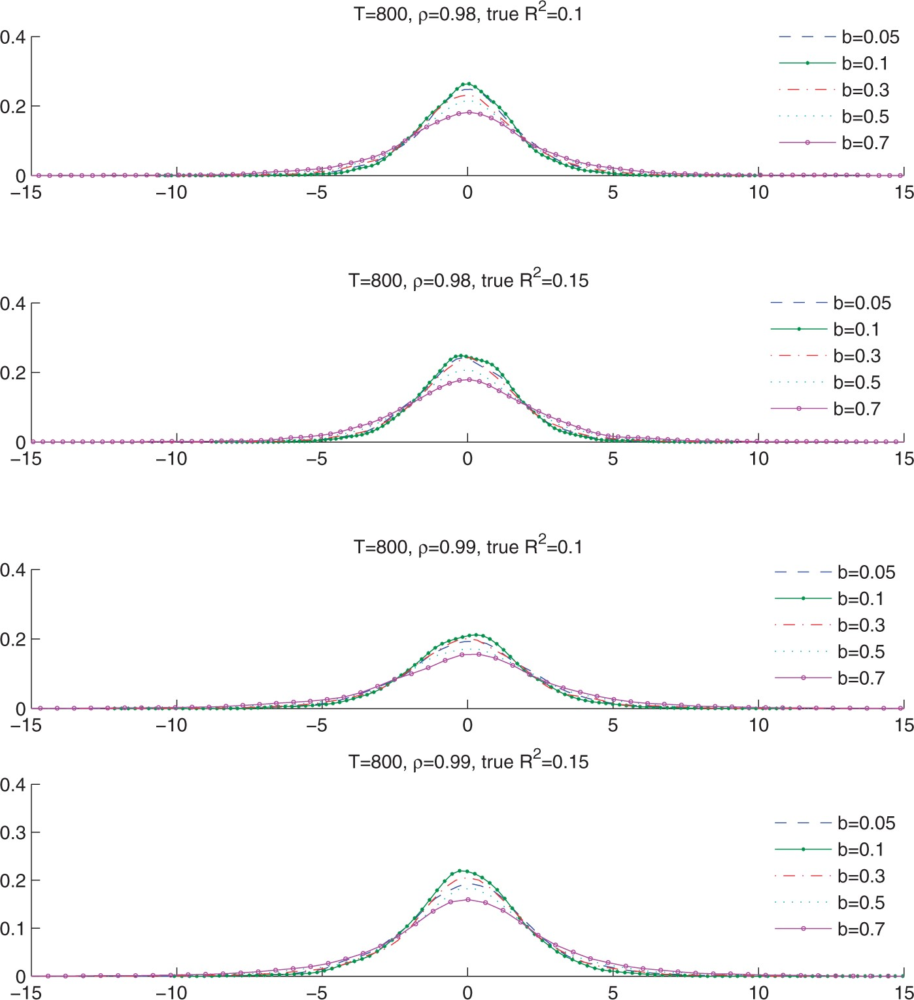 T=800, ρ=0.98, true R²=0.1
0.4
0.2
0
−15 −10 −5 0 5 10 15
b=0.05
b=0.1
b=0.3
b=0.5
b=0.7
T=800, ρ=0.98, true R²=0.15
0.4
0.2
0
−15 −10 −5 0 5 10 15
b=0.05
b=0.1
b=0.3
b=0.5
b=0.7
T=800, ρ=0.99, true R²=0.1
0.4
0.2
0
−15 −10 −5 0 5 10 15
b=0.05
b=0.1
b=0.3
b=0.5
b=0.7
T=800, ρ=0.99, true R²=0.15
0.4
0.3
0.2
0.1
0
−15 −10 −5 0 5 10 15
b=0.05
b=0.1
b=0.3
b=0.5
b=0.7